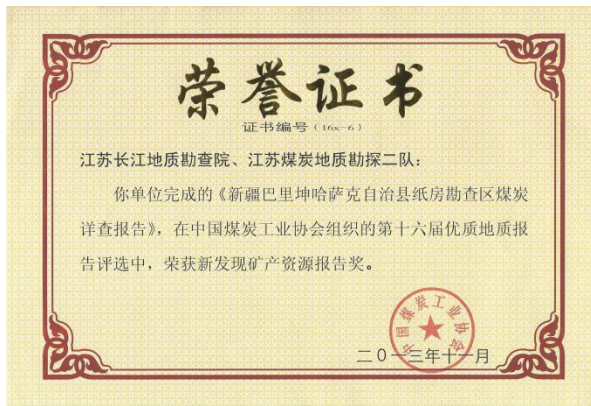 荣誉证书
证书编号（16x-6）
江苏长江地质勘查院、江苏煤炭地质勘探二队：
你单位完成的《新疆巴里坤哈萨克自治县纸房勘查区煤炭
详查报告》，在中国煤炭工业协会组织的第十六届优质地质报
告评选中，荣获新发现矿产资源报告奖。
中国煤炭工业协会
二0一三年十一月